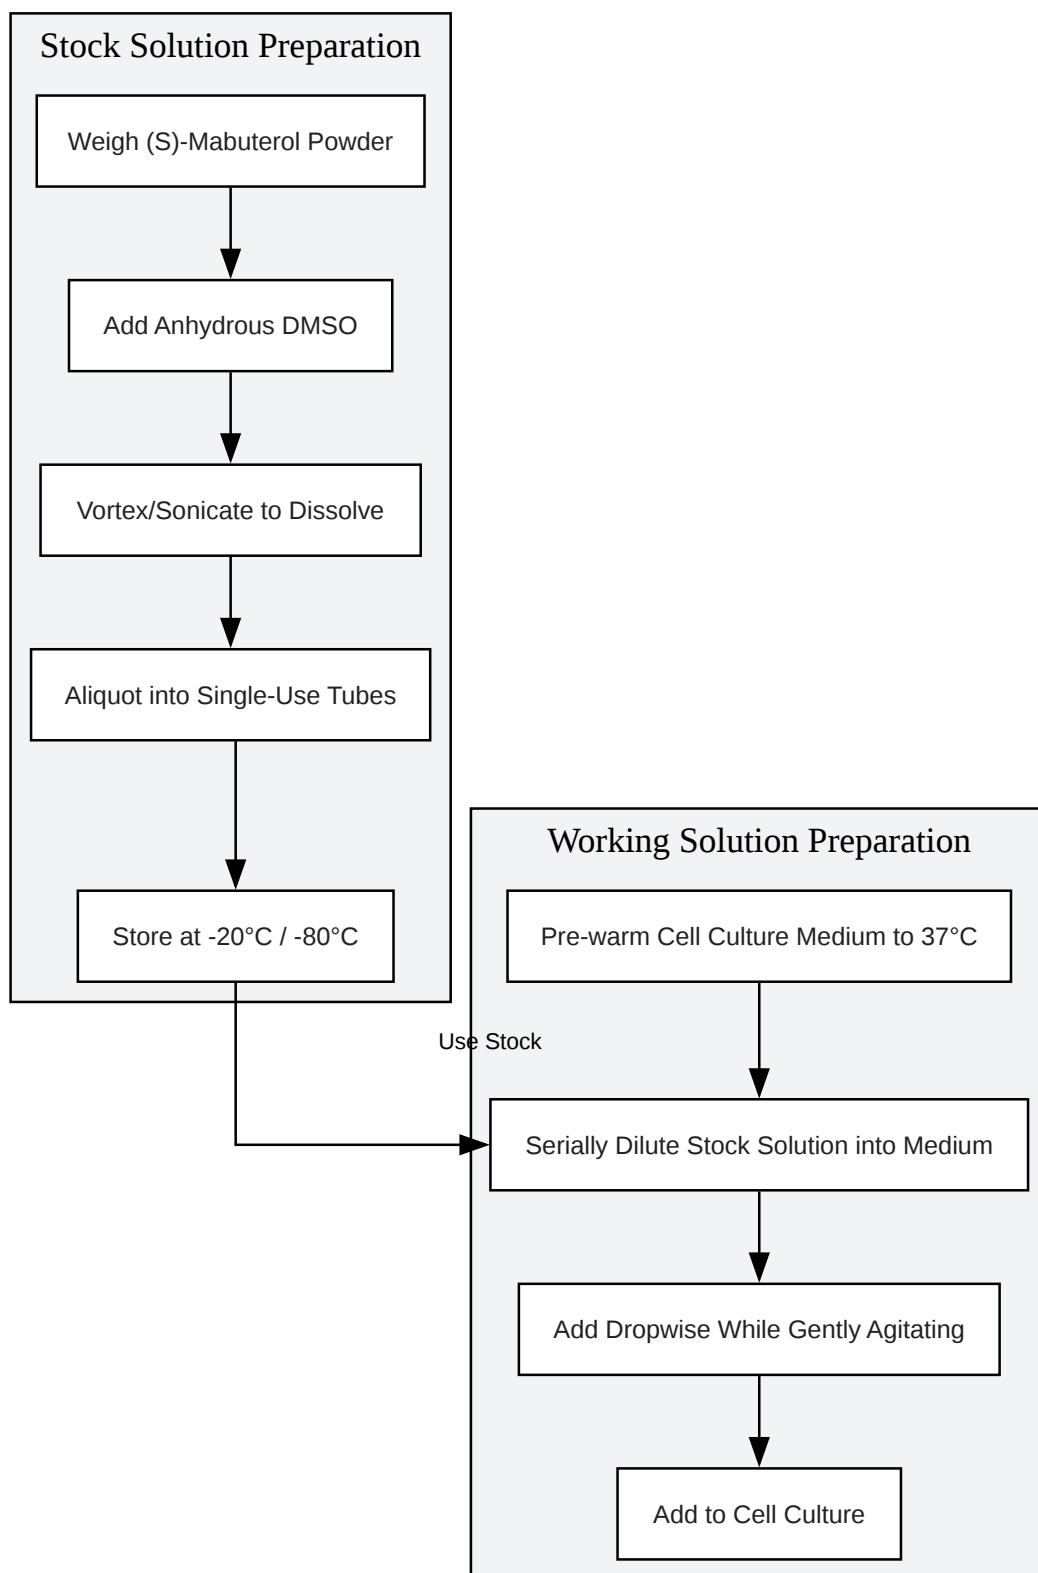 Stock Solution Preparation
Weigh (S)-Mabuterol Powder
Add Anhydrous DMSO
Vortex/Sonicate to Dissolve
Aliquot into Single-Use Tubes
Store at -20°C / -80°C
Use Stock
Working Solution Preparation
Pre-warm Cell Culture Medium to 37°C
Serially Dilute Stock Solution into Medium
Add Dropwise While Gently Agitating
Add to Cell Culture